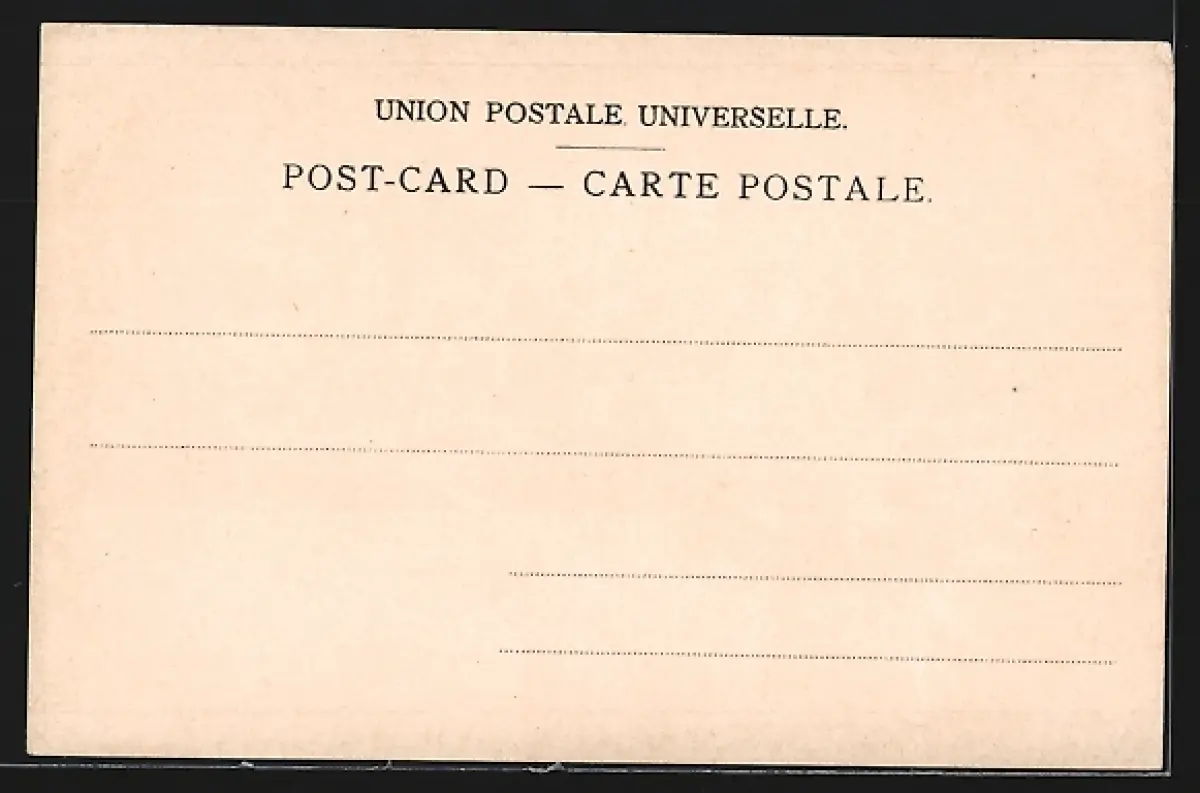 UNION POSTALE UNIVERSELLE.
POST-CARD — CARTE POSTALE.